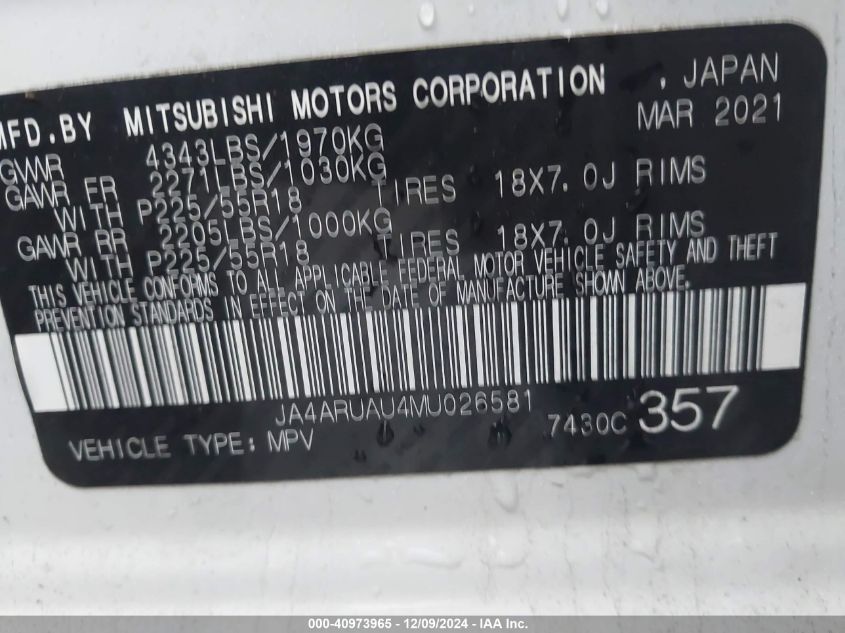 MFD.BY MITSUBISHI MOTORS CORPORATION , JAPAN
MAR 2021
GVWR 4343LBS/1970KG
GAWR FR 2271LBS/1030KG
WITH P225/55R18 TIRES 18X7.0J RIMS
GAWR RR 2205LBS/1000KG
WITH P225/55R18 TIRES 18X7.0J RIMS
THIS VEHICLE CONFORMS TO ALL APPLICABLE FEDERAL MOTOR VEHICLE SAFETY AND THEFT
PREVENTION STANDARDS IN EFFECT ON THE DATE OF MANUFACTURE SHOWN ABOVE.
JA4ARUAU4MU026581
VEHICLE TYPE: MPV 7430C 357
000-40973965 - 12/09/2024 - IAA Inc.